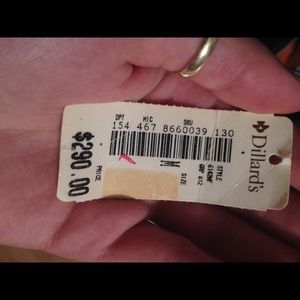 Dillard's
DPT MIC SKU
154 467 8660039 130
STYLE
SIZE
M
PRICE
$290.00